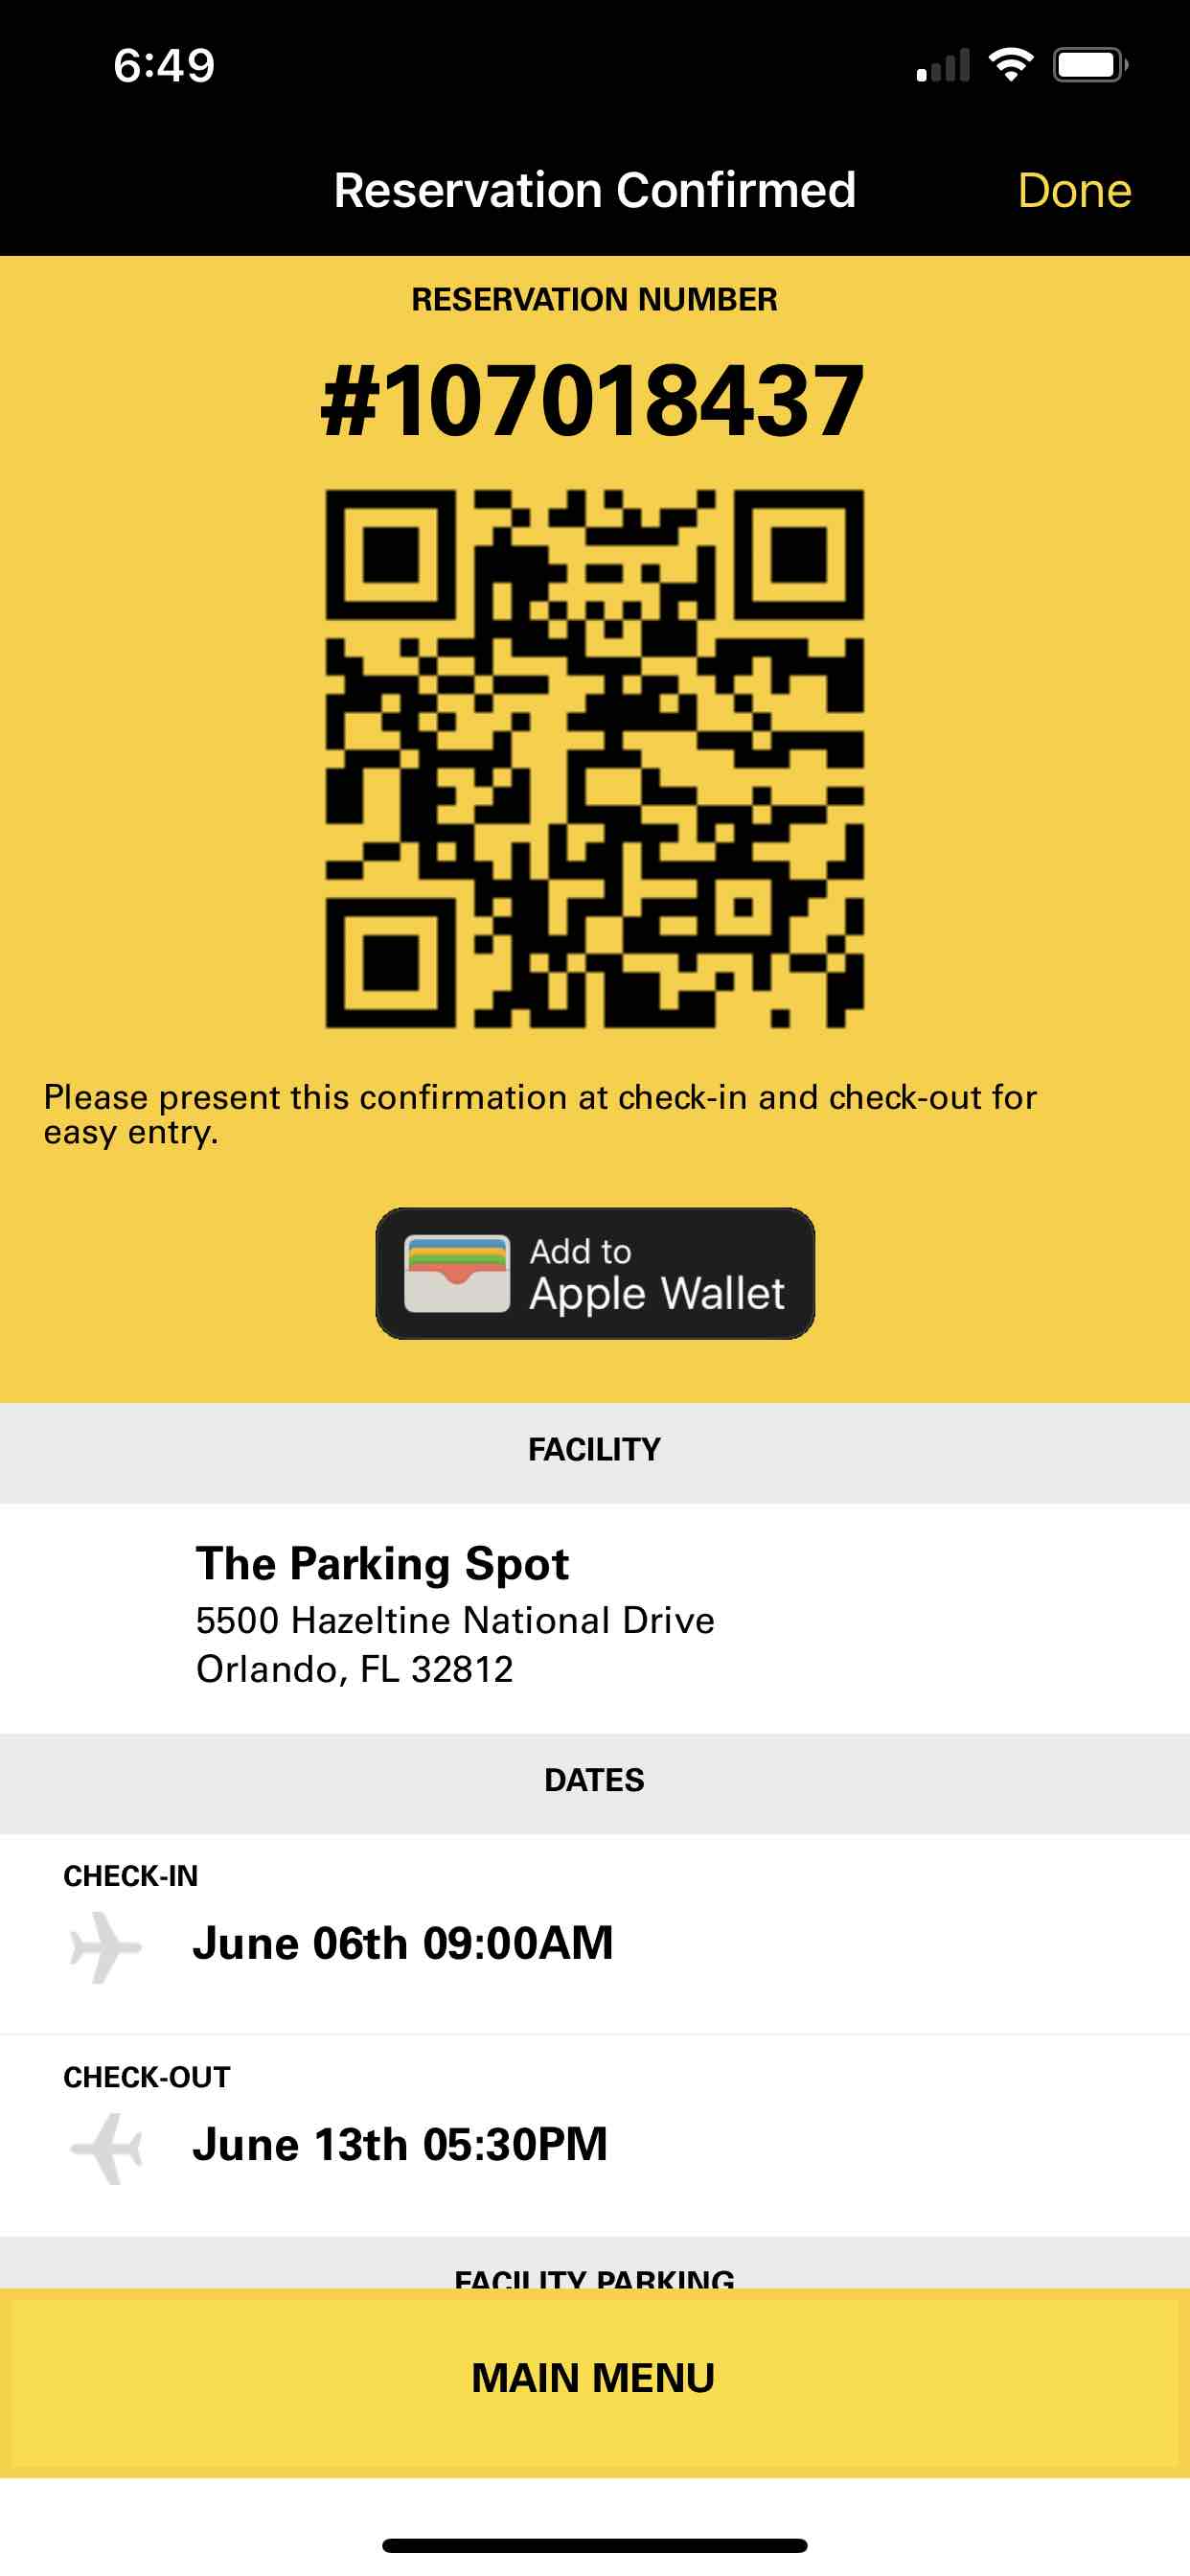 6:49
Reservation Confirmed
Done
RESERVATION NUMBER
#107018437
Please present this confirmation at check-in and check-out for
easy entry.
Add to
Apple Wallet
FACILITY
The Parking Spot
5500 Hazeltine National Drive
Orlando, FL 32812
DATES
CHECK-IN
June 06th 09:00AM
CHECK-OUT
June 13th 05:30PM
FACILITY PARKING
MAIN MENU